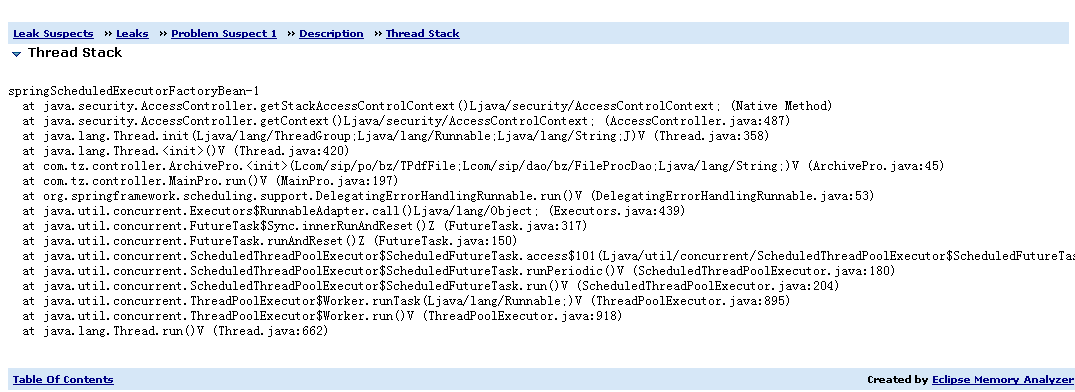 Leak Suspects » Leaks » Problem Suspect 1 » Description » Thread Stack
Thread Stack
springScheduledExecutorFactoryBean-1
at java.security.AccessController.getStackAccessControlContext()Ljava/security/AccessControlContext; (Native Method)
at java.security.AccessController.getContext()Ljava/security/AccessControlContext; (AccessController.java:487)
at java.lang.Thread.init(Ljava/lang/ThreadGroup;Ljava/lang/Runnable;Ljava/lang/String;J)V (Thread.java:358)
at java.lang.Thread.<init>()V (Thread.java:420)
at com.tz.controller.ArchivePro.<init>(Lcom/sip/po/bz/TPdfFile;Lcom/sip/dao/bz/FileProcDao;Ljava/lang/String;)V (ArchivePro.java:45)
at com.tz.controller.MainPro.run()V (MainPro.java:197)
at org.springframework.scheduling.support.DelegatingErrorHandlingRunnable.run()V (DelegatingErrorHandlingRunnable.java:53)
at java.util.concurrent.Executors$RunnableAdapter.call()Ljava/lang/Object; (Executors.java:439)
at java.util.concurrent.FutureTask$Sync.innerRunAndReset()Z (FutureTask.java:317)
at java.util.concurrent.FutureTask.runAndReset()Z (FutureTask.java:150)
at java.util.concurrent.ScheduledThreadPoolExecutor$ScheduledFutureTask.access$101(Ljava/util/concurrent/ScheduledThreadPoolExecutor$ScheduledFutureTas
at java.util.concurrent.ScheduledThreadPoolExecutor$ScheduledFutureTask.runPeriodic()V (ScheduledThreadPoolExecutor.java:180)
at java.util.concurrent.ScheduledThreadPoolExecutor$ScheduledFutureTask.run()V (ScheduledThreadPoolExecutor.java:204)
at java.util.concurrent.ThreadPoolExecutor$Worker.runTask(Ljava/lang/Runnable;)V (ThreadPoolExecutor.java:895)
at java.util.concurrent.ThreadPoolExecutor$Worker.run()V (ThreadPoolExecutor.java:918)
at java.lang.Thread.run()V (Thread.java:662)
Table Of Contents Created by Eclipse Memory Analyzer